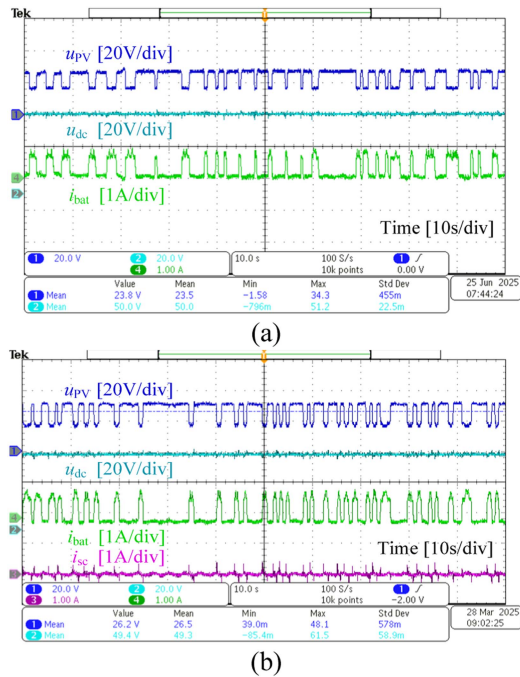 Tek
uPV [20V/div]
1
udc [20V/div]
4
2
ibat [1A/div]
Time [10s/div]
1 20.0 V 2 20.0 V 10.0 s 100 S/s 1
4 1.00 A 10k points 0.00 V
Value Mean Min Max Std Dev
1 Mean 23.8 V 23.5 −1.58 34.3 455m
2 Mean 50.0 V 50.0 −796m 51.2 22.5m
25 Jun 2025
07:44:24
(a)
Tek
uPV [20V/div]
1
udc [20V/div]
4
2
ibat [1A/div]
isc [1A/div]
Time [10s/div]
1 20.0 V 2 20.0 V 10.0 s 100 S/s 1
3 1.00 A 4 1.00 A 10k points −2.00 V
Value Mean Min Max Std Dev
1 Mean 26.2 V 26.5 39.0m 48.1 578m
2 Mean 49.4 V 49.3 −85.4m 61.5 58.9m
28 Mar 2025
09:02:25
(b)